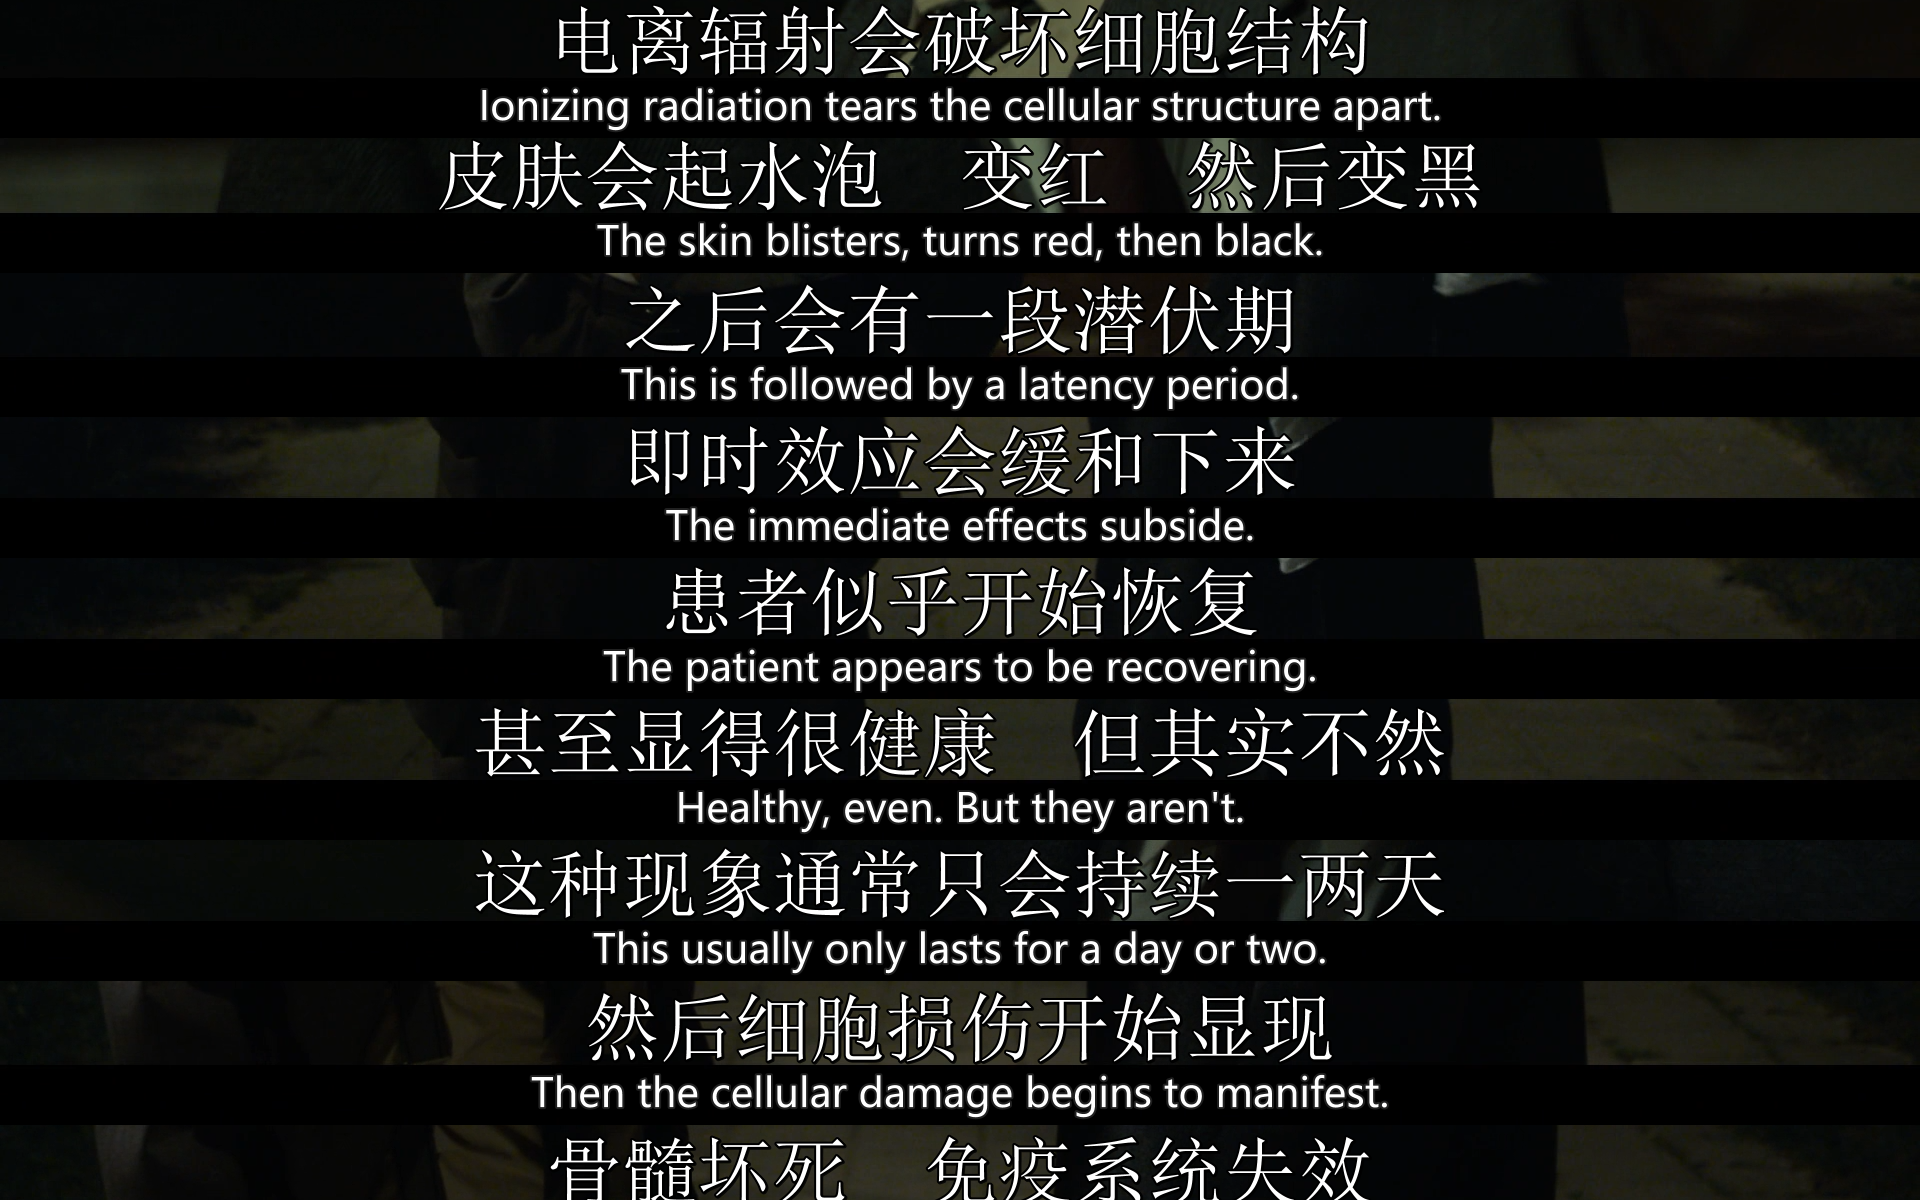 电离辐射会破坏细胞结构
Ionizing radiation tears the cellular structure apart.
皮肤会起水泡　变红　然后变黑
The skin blisters, turns red, then black.
之后会有一段潜伏期
This is followed by a latency period.
即时效应会缓和下来
The immediate effects subside.
患者似乎开始恢复
The patient appears to be recovering.
甚至显得很健康　但其实不然
Healthy, even. But they aren't.
这种现象通常只会持续一两天
This usually only lasts for a day or two.
然后细胞损伤开始显现
Then the cellular damage begins to manifest.
骨髓坏死　免疫系统失效